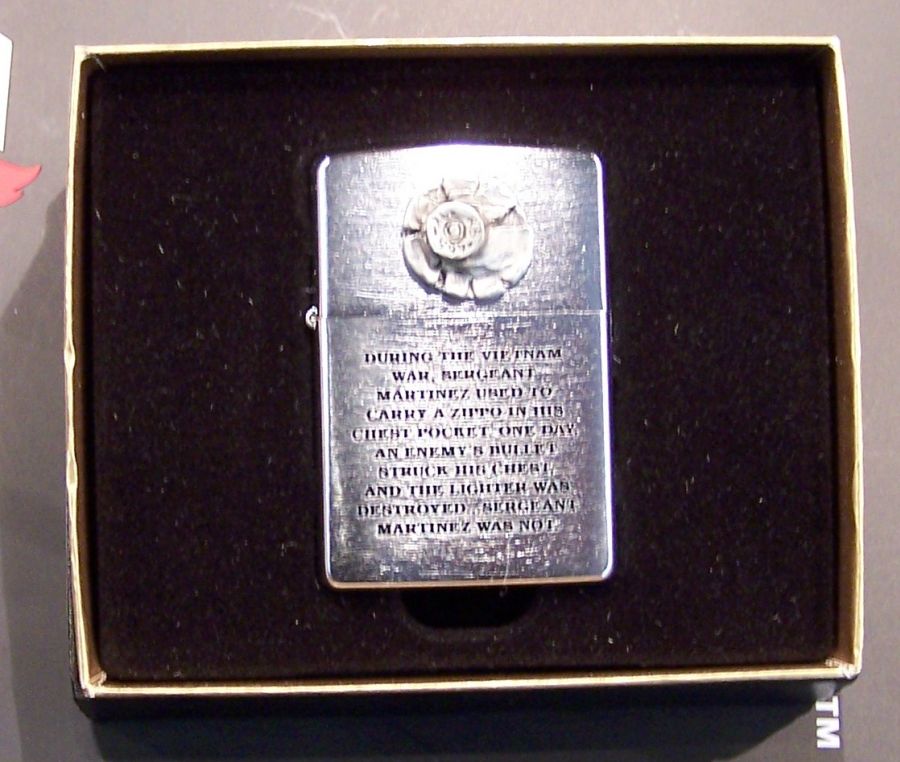 DURING THE VIETNAM
WAR, SERGEANT
MARTINEZ USED TO
CARRY A ZIPPO IN HIS
CHEST POCKET. ONE DAY,
AN ENEMY'S BULLET
STRUCK HIS CHEST,
AND THE LIGHTER WAS
DESTROYED. SERGEANT
MARTINEZ WAS NOT.
TM